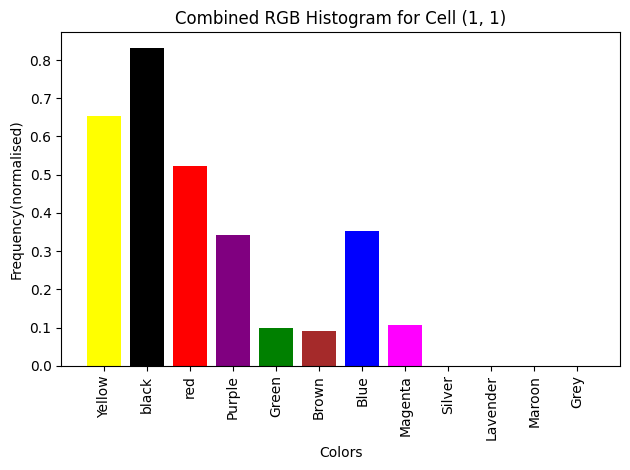 Combined RGB Histogram for Cell (1, 1)
Frequency(normalised)
0.8
0.7
0.6
0.5
0.4
0.3
0.2
0.1
0.0
Yellow
black
red
Purple
Green
Brown
Blue
Magenta
Silver
Lavender
Maroon
Grey
Colors